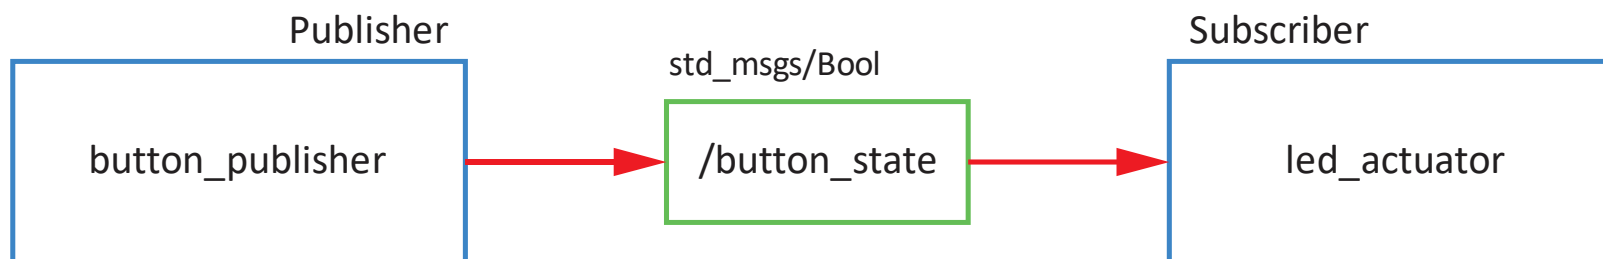 Publisher
Subscriber
std_msgs/Bool
button_publisher
/button_state
led_actuator